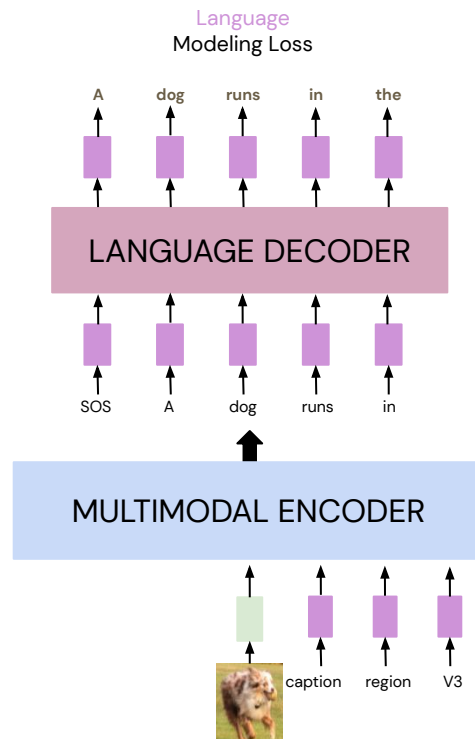 Language
Modeling Loss
A dog runs in the
LANGUAGE DECODER
SOS A dog runs in
MULTIMODAL ENCODER
caption region V3